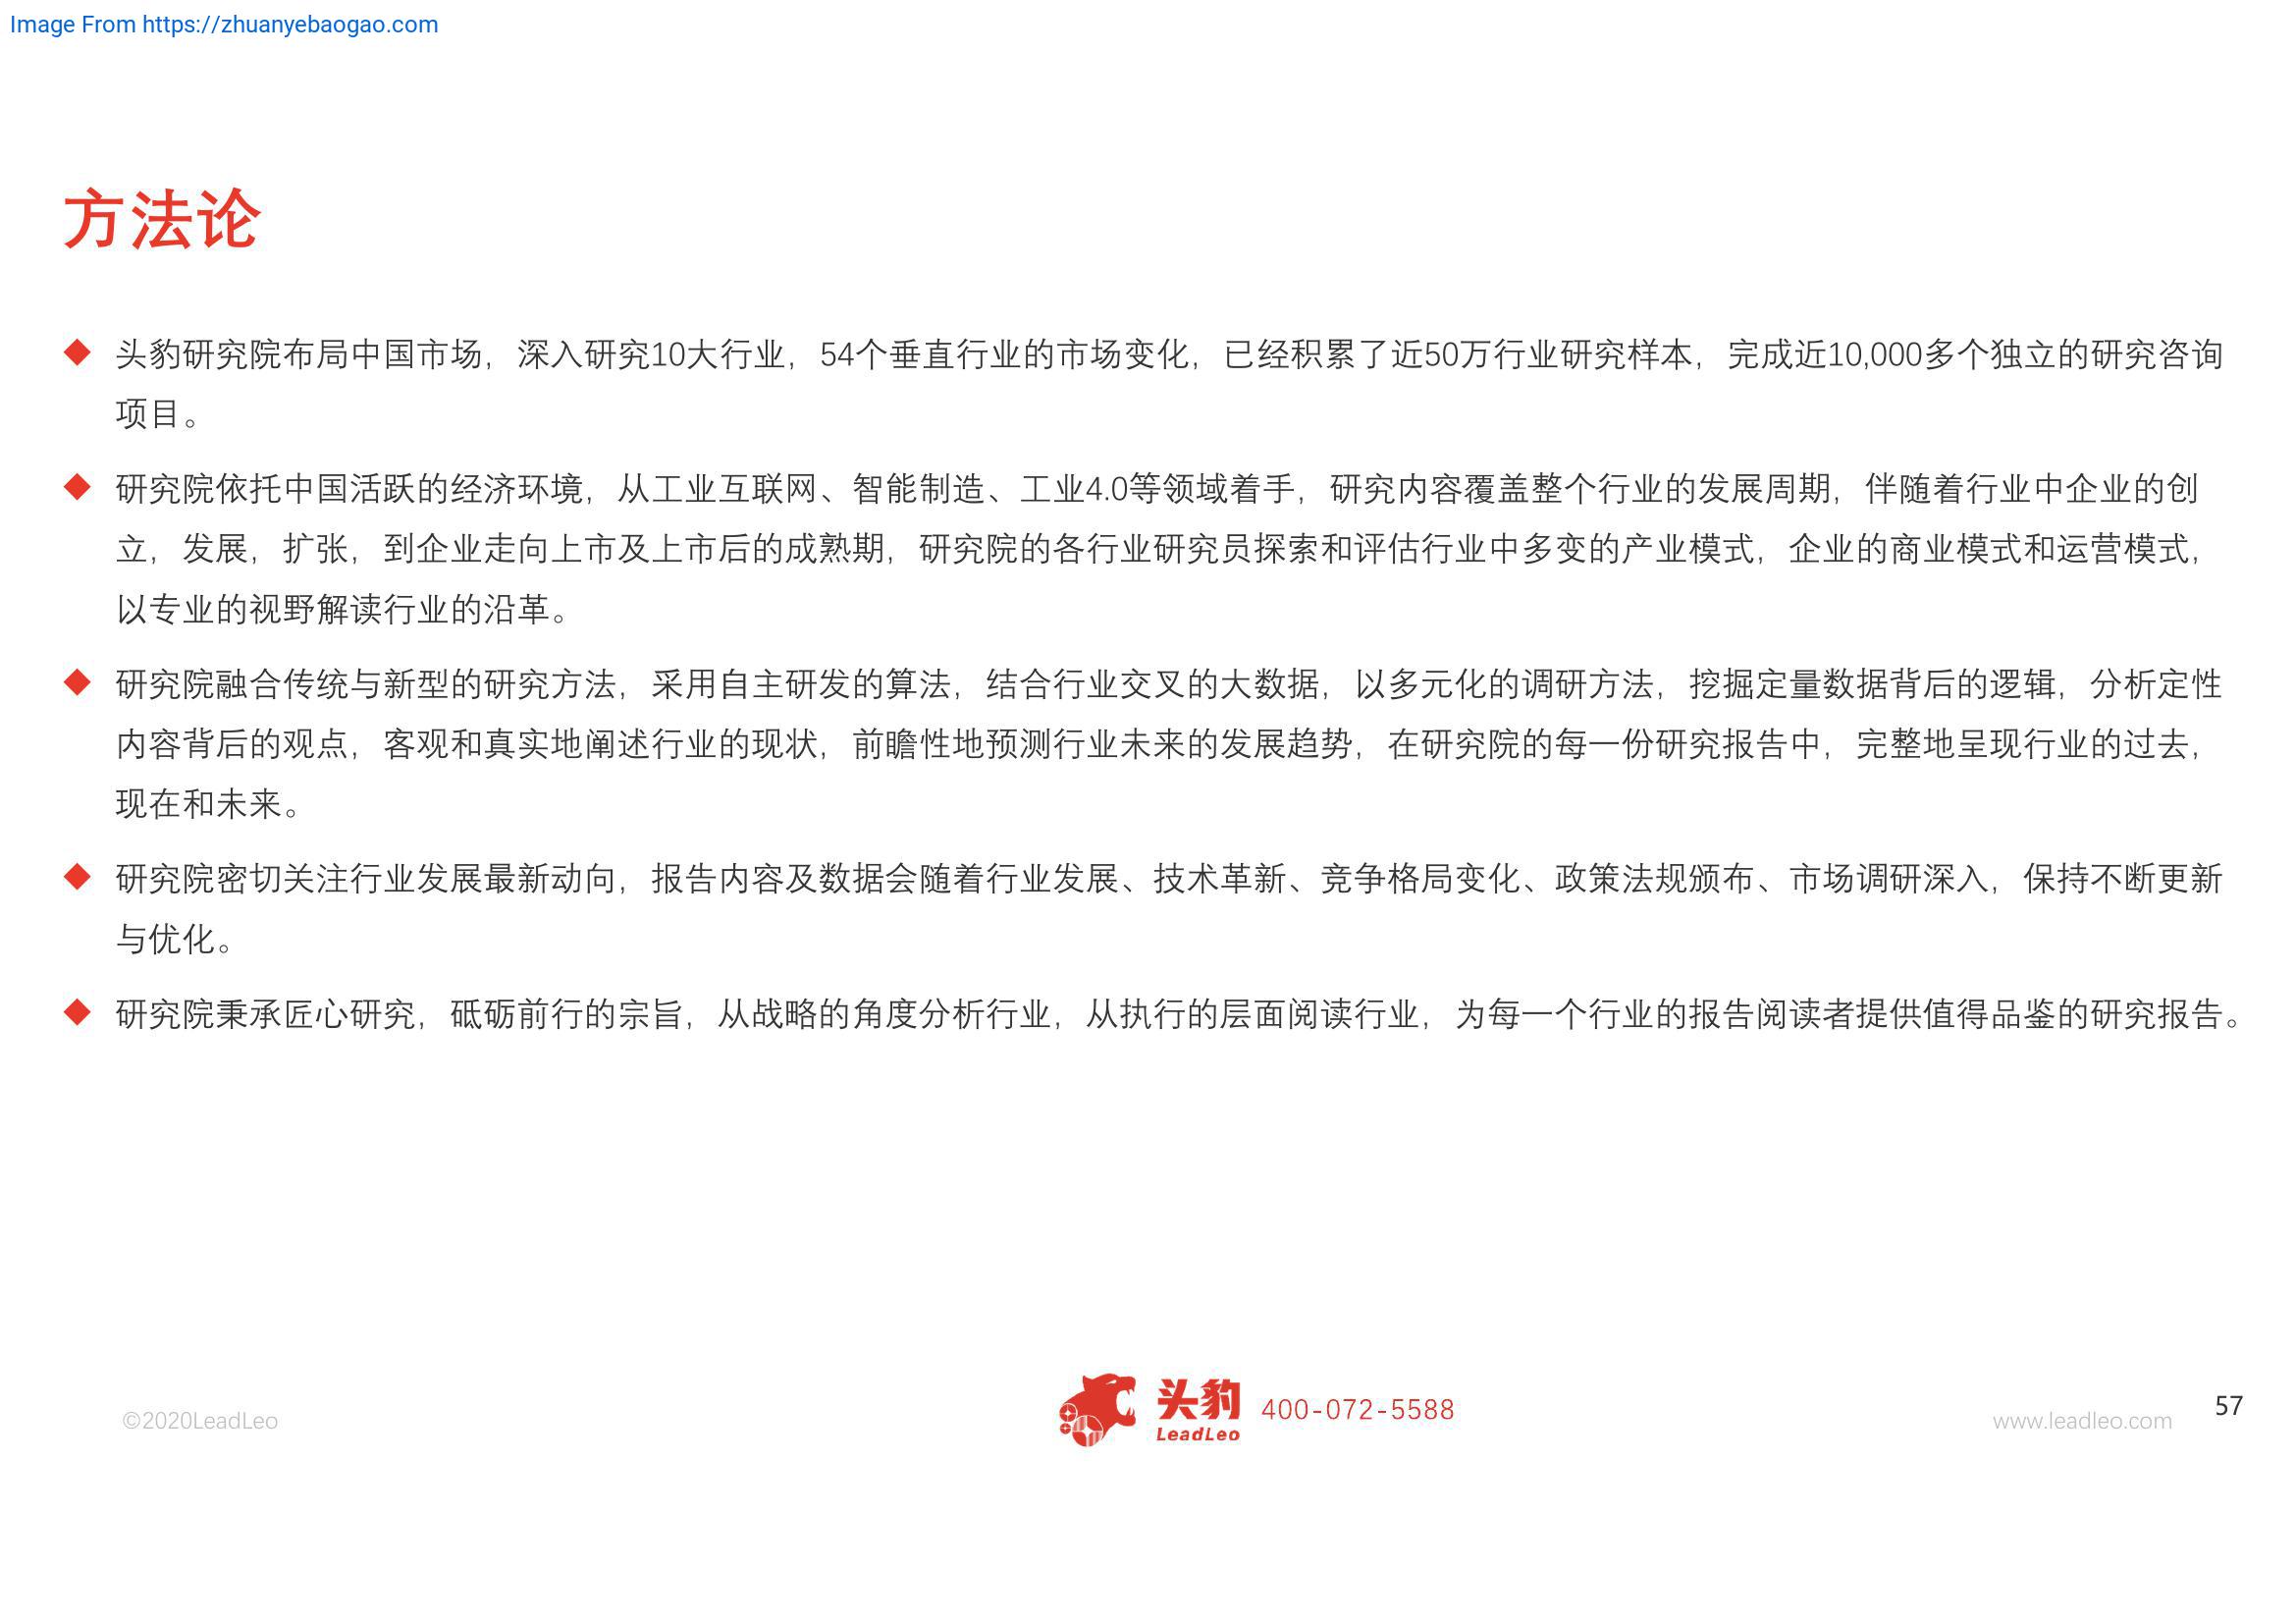 Image From https://zhuanyebaogao.com
方法论
◆ 头豹研究院布局中国市场，深入研究10大行业，54个垂直行业的市场变化，已经积累了近50万行业研究样本，完成近10,000多个独立的研究咨询
项目。
◆ 研究院依托中国活跃的经济环境，从工业互联网、智能制造、工业4.0等领域着手，研究内容覆盖整个行业的发展周期，伴随着行业中企业的创
立，发展，扩张，到企业走向上市及上市后的成熟期，研究院的各行业研究员探索和评估行业中多变的产业模式，企业的商业模式和运营模式，
以专业的视野解读行业的沿革。
◆ 研究院融合传统与新型的研究方法，采用自主研发的算法，结合行业交叉的大数据，以多元化的调研方法，挖掘定量数据背后的逻辑，分析定性
内容背后的观点，客观和真实地阐述行业的现状，前瞻性地预测行业未来的发展趋势，在研究院的每一份研究报告中，完整地呈现行业的过去，
现在和未来。
◆ 研究院密切关注行业发展最新动向，报告内容及数据会随着行业发展、技术革新、竞争格局变化、政策法规颁布、市场调研深入，保持不断更新
与优化。
◆ 研究院秉承匠心研究，砥砺前行的宗旨，从战略的角度分析行业，从执行的层面阅读行业，为每一个行业的报告阅读者提供值得品鉴的研究报告。
©2020LeadLeo
头豹
LeadLeo
400-072-5588
www.leadleo.com
57